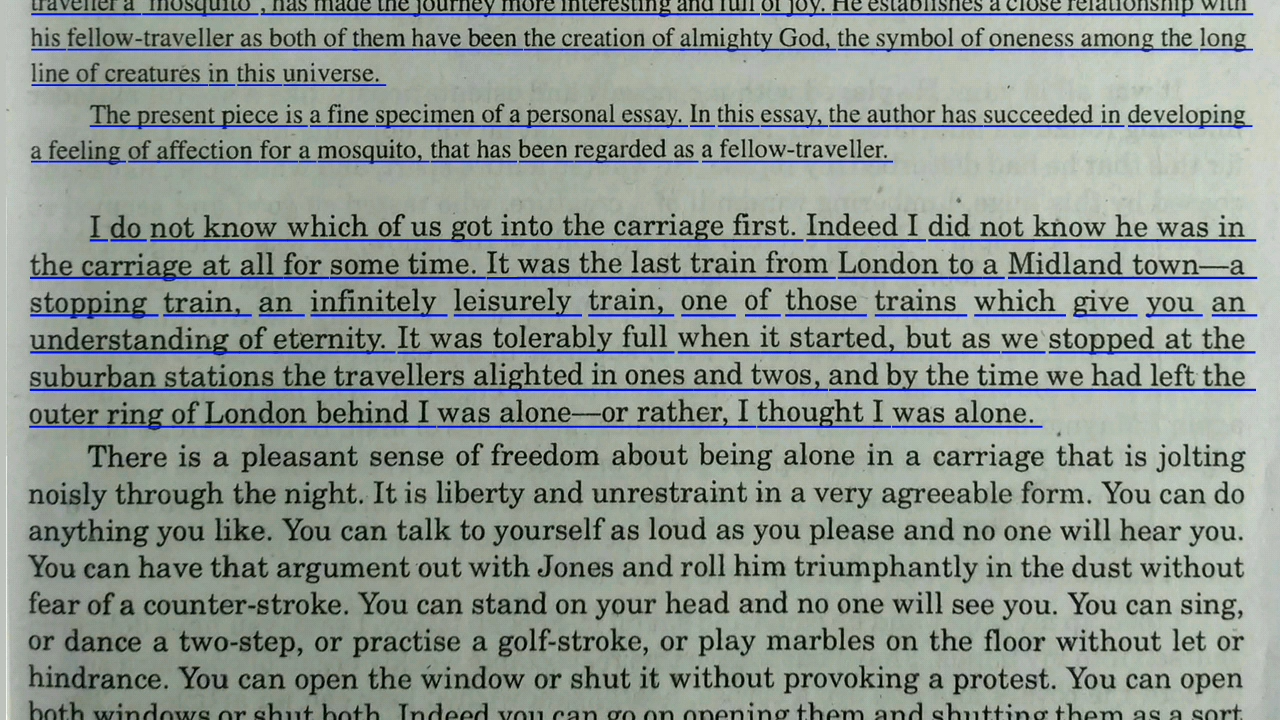 traveller a 'mosquito', has made the journey more interesting and full of joy. He establishes a close relationship with
his fellow-traveller as both of them have been the creation of almighty God, the symbol of oneness among the long
line of creatures in this universe.
The present piece is a fine specimen of a personal essay. In this essay, the author has succeeded in developing
a feeling of affection for a mosquito, that has been regarded as a fellow-traveller.
I do not know which of us got into the carriage first. Indeed I did not know he was in
the carriage at all for some time. It was the last train from London to a Midland town—a
stopping train, an infinitely leisurely train, one of those trains which give you an
understanding of eternity. It was tolerably full when it started, but as we stopped at the
suburban stations the travellers alighted in ones and twos, and by the time we had left the
outer ring of London behind I was alone—or rather, I thought I was alone.
There is a pleasant sense of freedom about being alone in a carriage that is jolting
noisily through the night. It is liberty and unrestraint in a very agreeable form. You can do
anything you like. You can talk to yourself as loud as you please and no one will hear you.
You can have that argument out with Jones and roll him triumphantly in the dust without
fear of a counter-stroke. You can stand on your head and no one will see you. You can sing,
or dance a two-step, or practise a golf-stroke, or play marbles on the floor without let or
hindrance. You can open the window or shut it without provoking a protest. You can open
both windows or shut both. Indeed you can go on opening them and shutting them as a sort